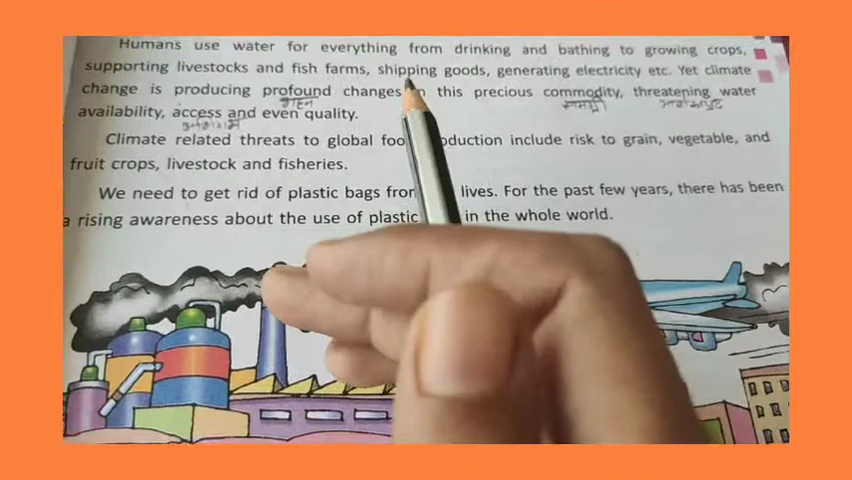 Humans use water for everything from drinking and bathing to growing crops,
supporting livestocks and fish farms, shipping goods, generating electricity etc. Yet climate
change is producing profound changes this precious commodity, threatening water
गहन सामग्री
availability, access and even quality.
Climate related threats to global include risk to grain, vegetable, and
fruit crops, livestock and fisheries.
We need to get rid of plastic bags lives. For the past few years, there has been
a rising awareness about the use of plastic in the whole world.